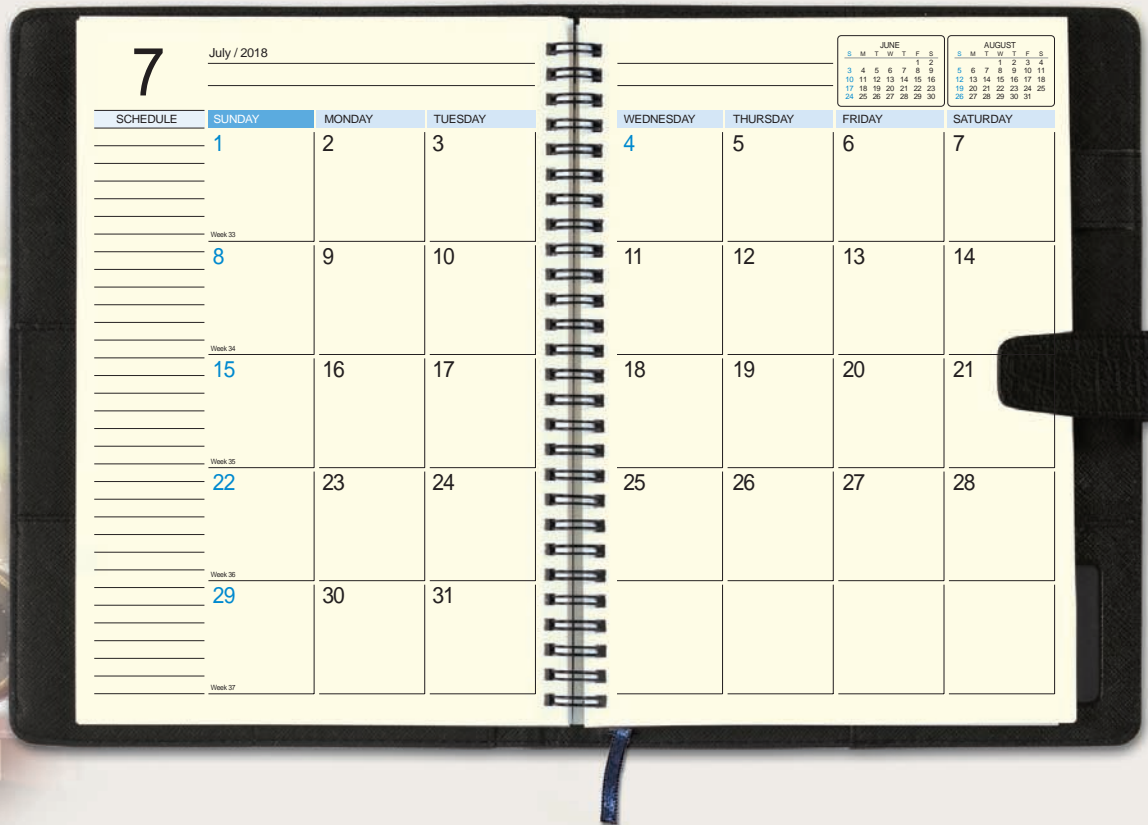 7
July / 2018
JUNE
S M T W T F S
1 2
3 4 5 6 7 8 9
10 11 12 13 14 15 16
17 18 19 20 21 22 23
24 25 26 27 28 29 30
AUGUST
S M T W T F S
1 2 3 4
5 6 7 8 9 10 11
12 13 14 15 16 17 18
19 20 21 22 23 24 25
26 27 28 29 30 31
SCHEDULE SUNDAY MONDAY TUESDAY WEDNESDAY THURSDAY FRIDAY SATURDAY
1 2 3 4 5 6 7
Week 33
8 9 10 11 12 13 14
Week 34
15 16 17 18 19 20 21
Week 35
22 23 24 25 26 27 28
Week 36
29 30 31
Week 37